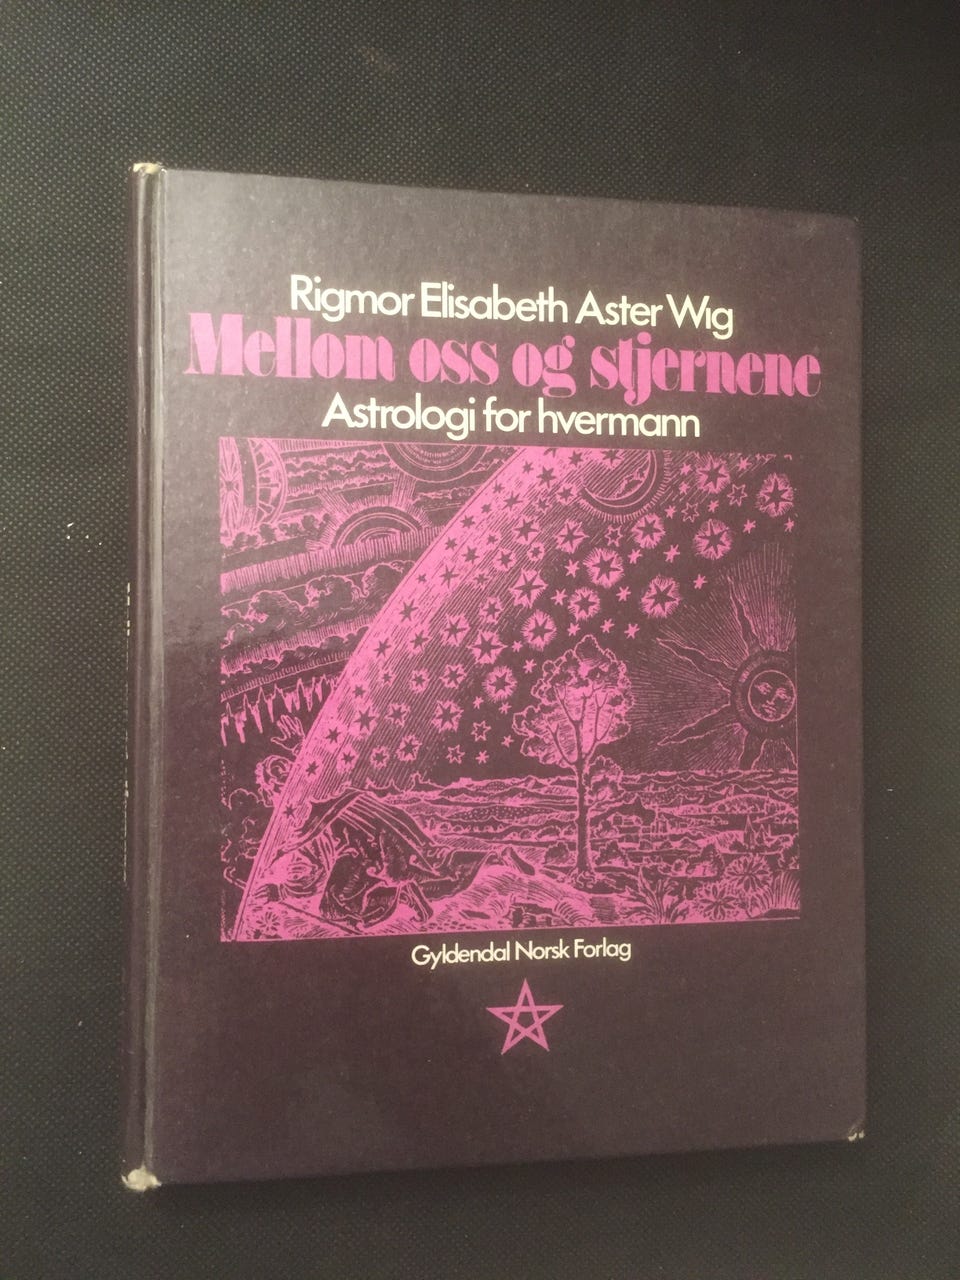 Rigmor Elisabeth Aster Wig
Mellom oss og stjernene
Astrologi for hvermann
Gyldendal Norsk Forlag